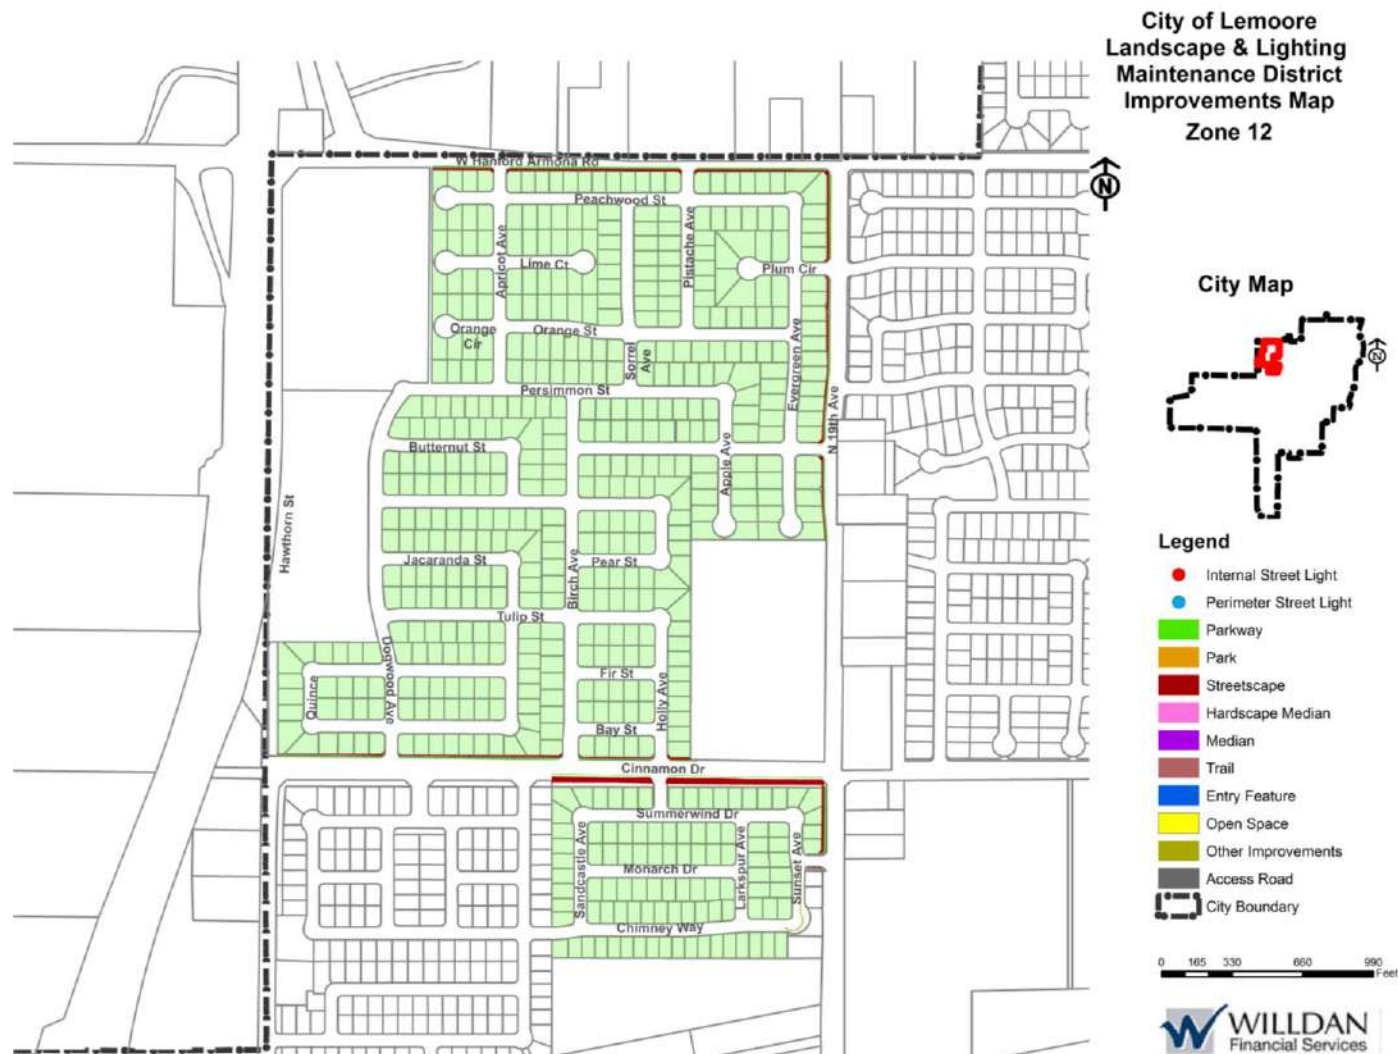 City of Lemoore
Landscape & Lighting
Maintenance District
Improvements Map
Zone 12
N
W Hanford Armona Rd
Peachwood St
Apricot Ave
Pistache Ave
Lime Ct
Plum Cir
Orange Cir
Orange St
Sorrel Ave
Evergreen Ave
Persimmon St
N 19th Ave
Butternut St
Apple Ave
Hawthorn St
Jacaranda St
Birch Ave
Pear St
Tulip St
Dogwood Ave
Quince
Fir St
Holly Ave
Bay St
Cinnamon Dr
Summerwind Dr
Sandcastle Ave
Larkspur Ave
Sunset Ave
Monarch Dr
Chimney Way
City Map
N
Legend
Internal Street Light
Perimeter Street Light
Parkway
Park
Streetscape
Hardscape Median
Median
Trail
Entry Feature
Open Space
Other Improvements
Access Road
City Boundary
0 165 330 660 990
Feet
WILLDAN
Financial Services